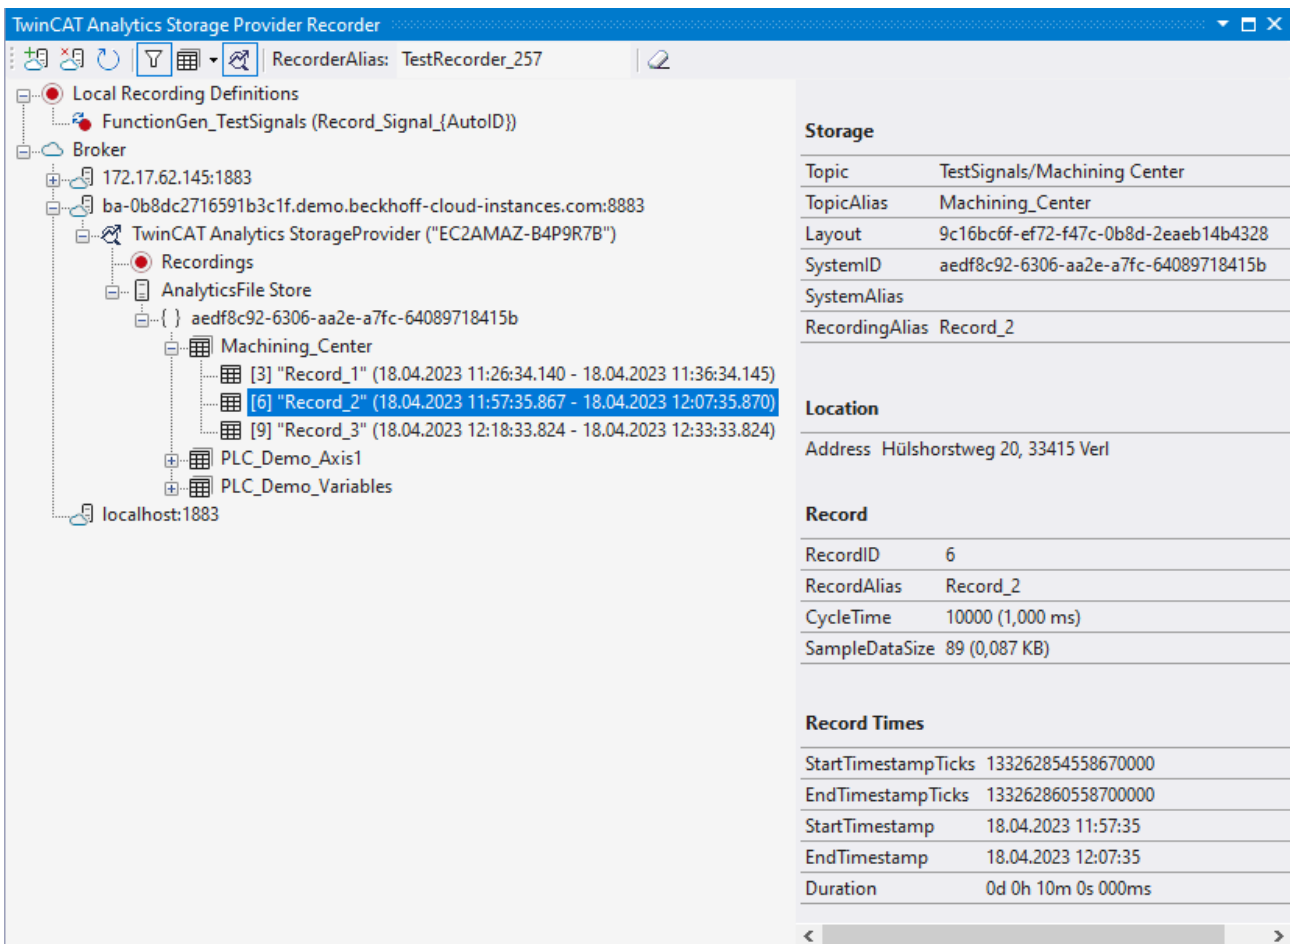 TwinCAT Analytics Storage Provider Recorder
RecorderAlias: TestRecorder_257
Local Recording Definitions
FunctionGen_TestSignals (Record_Signal_{AutoID})
Broker
172.17.62.145:1883
ba-0b8dc2716591b3c1f.demo.beckhoff-cloud-instances.com:8883
TwinCAT Analytics StorageProvider ("EC2AMAZ-B4P9R7B")
Recordings
AnalyticsFile Store
{ } aedf8c92-6306-aa2e-a7fc-64089718415b
Machining_Center
[3] "Record_1" (18.04.2023 11:26:34.140 - 18.04.2023 11:36:34.145)
[6] "Record_2" (18.04.2023 11:57:35.867 - 18.04.2023 12:07:35.870)
[9] "Record_3" (18.04.2023 12:18:33.824 - 18.04.2023 12:33:33.824)
PLC_Demo_Axis1
PLC_Demo_Variables
localhost:1883
Storage
Topic TestSignals/Machining Center
TopicAlias Machining_Center
Layout 9c16bc6f-ef72-f47c-0b8d-2eaeb14b4328
SystemID aedf8c92-6306-aa2e-a7fc-64089718415b
SystemAlias
RecordingAlias Record_2
Location
Address Hülshorstweg 20, 33415 Verl
Record
RecordID 6
RecordAlias Record_2
CycleTime 10000 (1,000 ms)
SampleDataSize 89 (0,087 KB)
Record Times
StartTimestampTicks 133262854558670000
EndTimestampTicks 133262860558700000
StartTimestamp 18.04.2023 11:57:35
EndTimestamp 18.04.2023 12:07:35
Duration 0d 0h 10m 0s 000ms